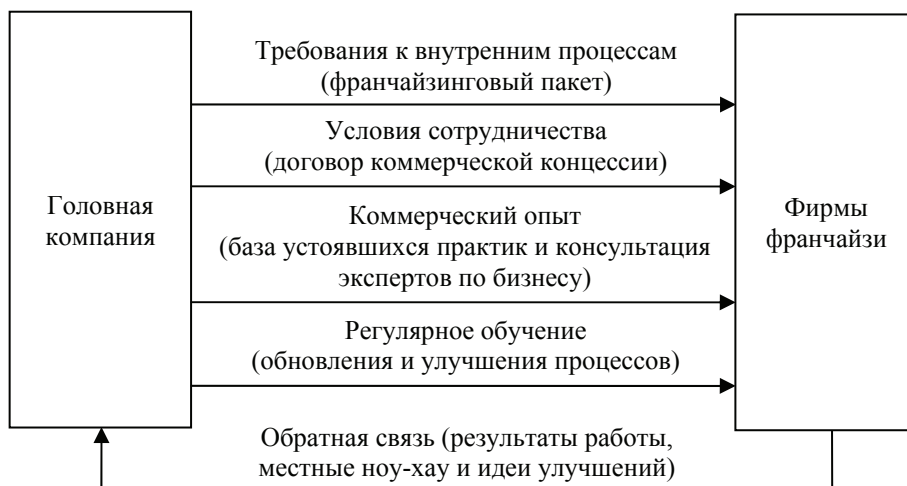 Требования к внутренним процессам
(франчайзинговый пакет)
Условия сотрудничества
(договор коммерческой концессии)
Головная
компания
Коммерческий опыт
(база устоявшихся практик и консультация
экспертов по бизнесу)
Фирмы
франчайзи
Регулярное обучение
(обновления и улучшения процессов)
Обратная связь (результаты работы,
местные ноу-хау и идеи улучшений)